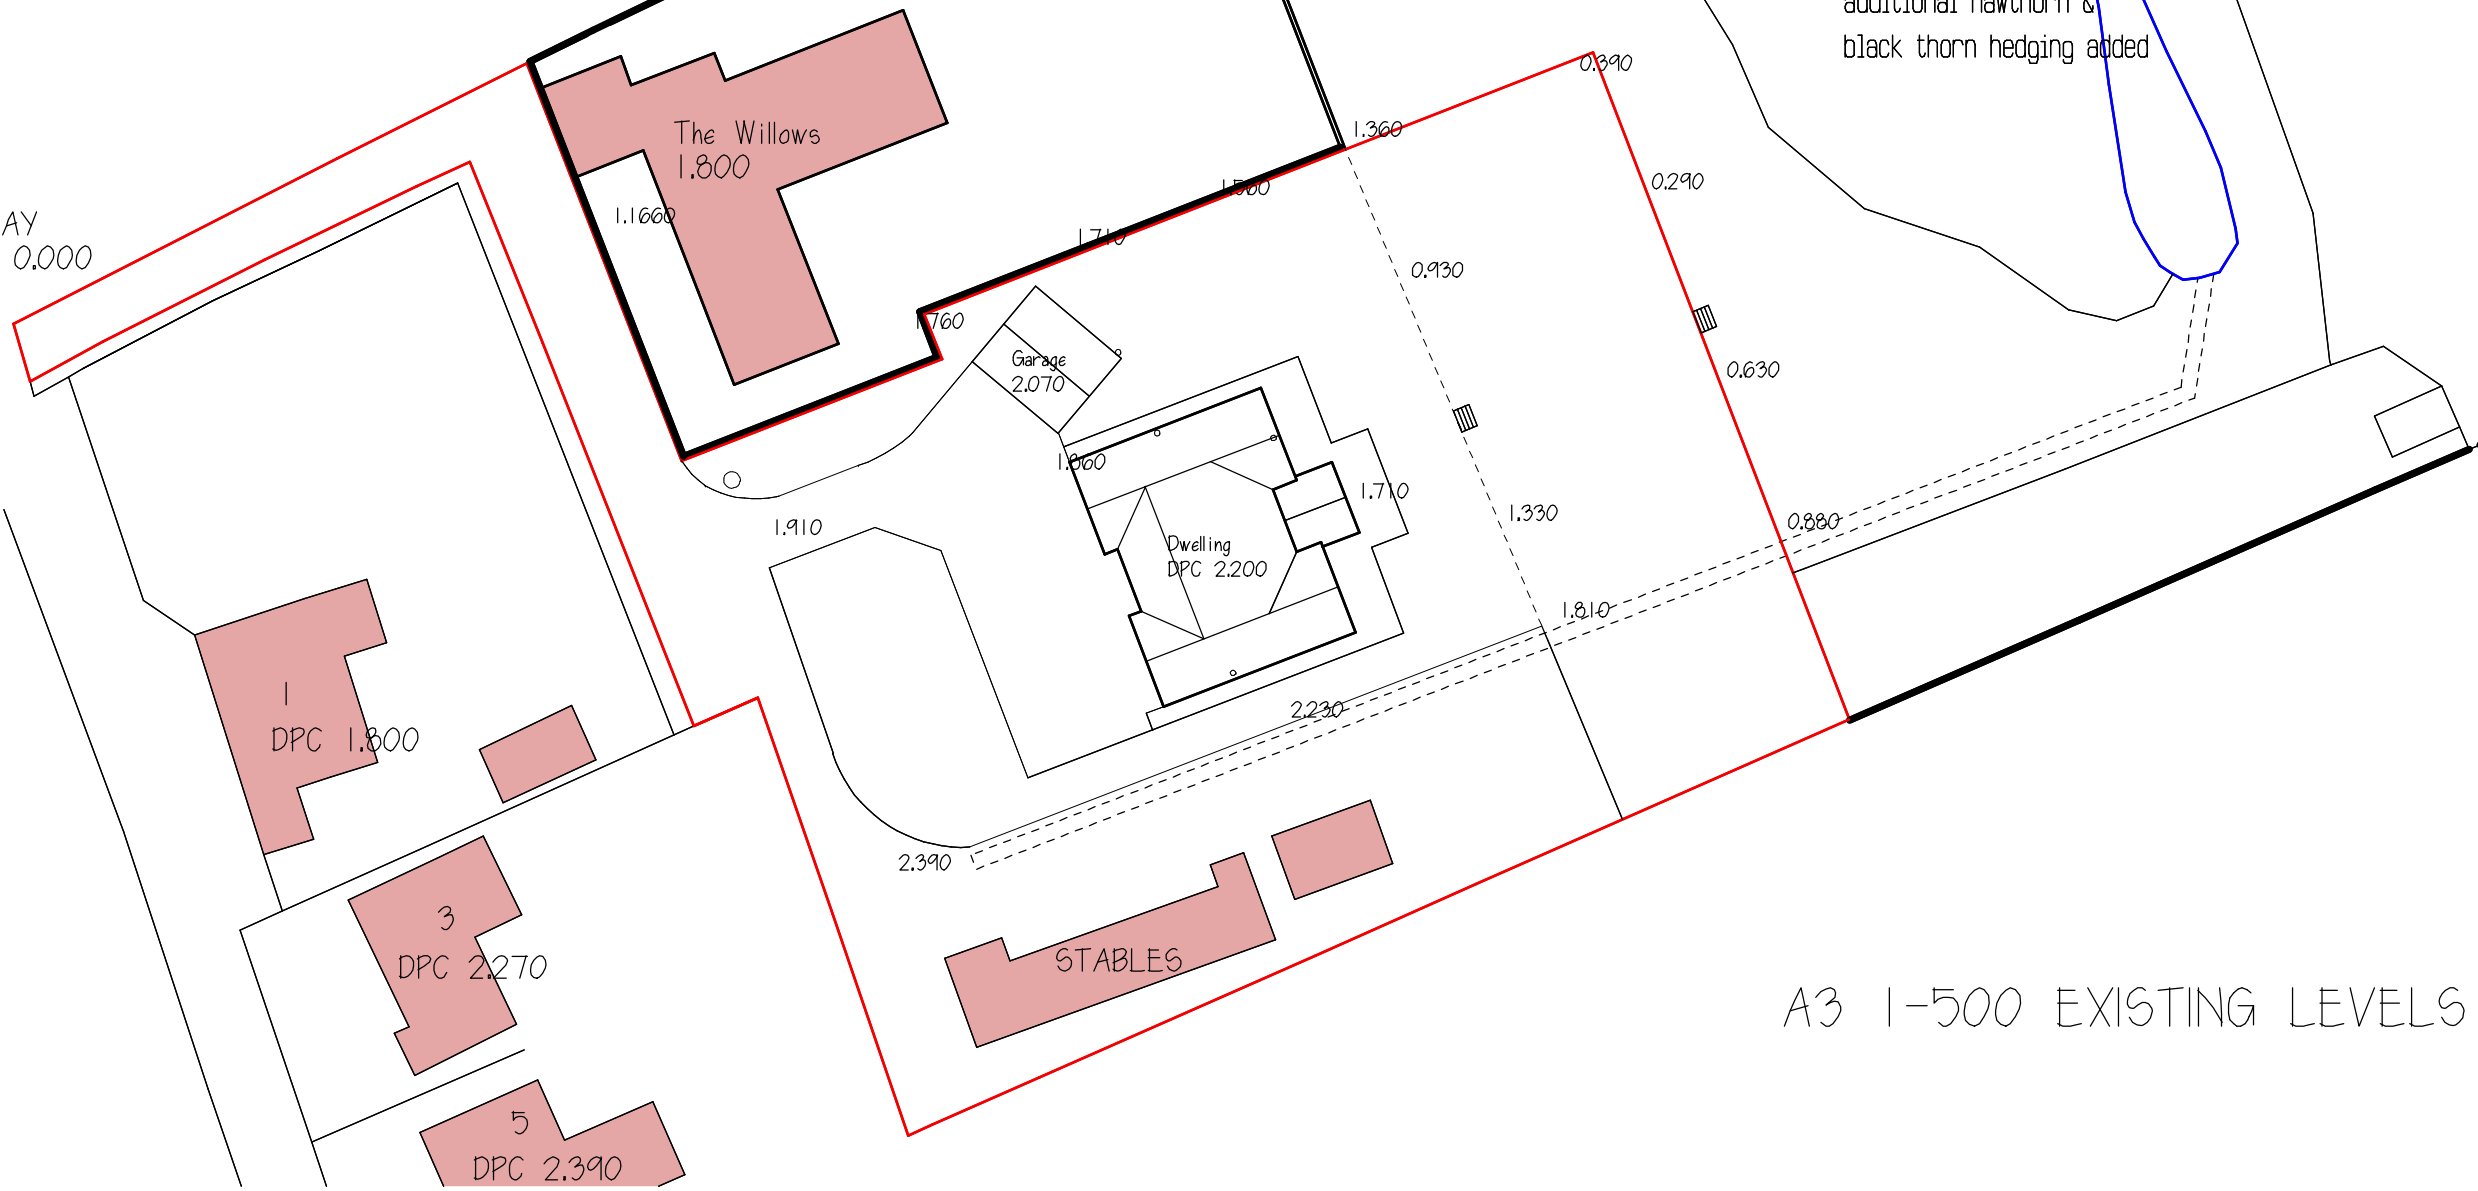 additional hawthorn &
black thorn hedging added
0.390
1.360
The Willows
1.800
0.290
1.560
1.1660
AY
0.000
1.710
0.930
1.760
Garage
2.070
0.630
1.860
1.710
1.330
0.880
1.910
Dwelling
DPC 2.200
1.810
1
DPC 1.800
2.230
2.390
3
DPC 2.270
STABLES
A3 1-500 EXISTING LEVELS
5
DPC 2.390